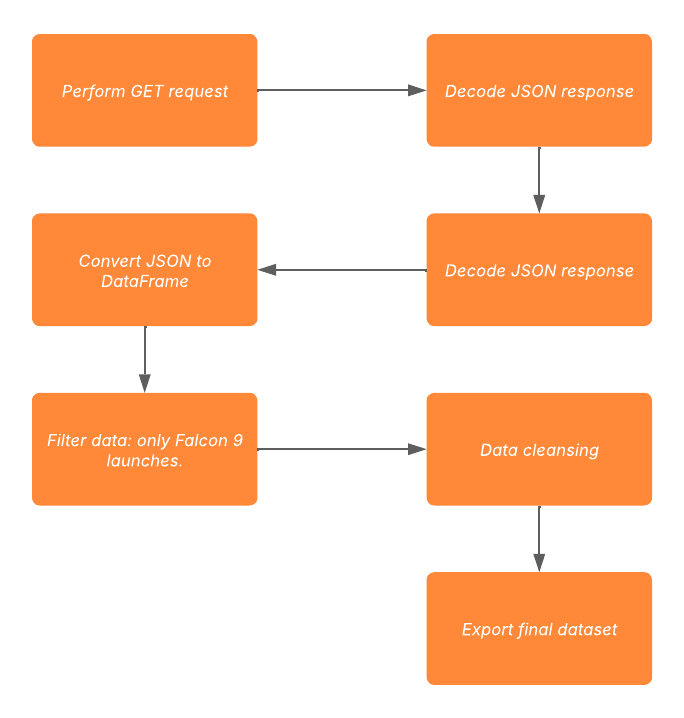 Perform GET request
Decode JSON response
Decode JSON response
Convert JSON to
DataFrame
Filter data: only Falcon 9
launches.
Data cleansing
Export final dataset